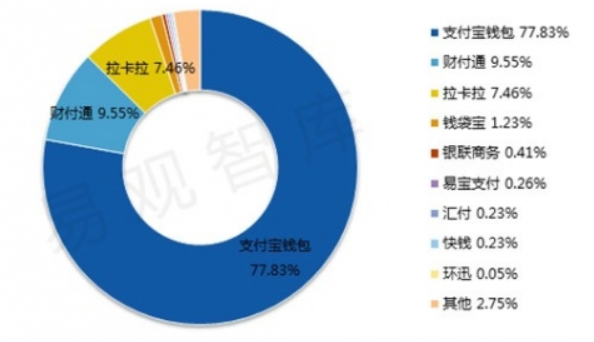 拉卡拉 7.46%
财付通 9.55%
易观智库
支付宝钱包
77.83%
支付宝钱包 77.83%
财付通 9.55%
拉卡拉 7.46%
钱袋宝 1.23%
银联商务 0.41%
易宝支付 0.26%
汇付 0.23%
快钱 0.23%
环迅 0.05%
其他 2.75%